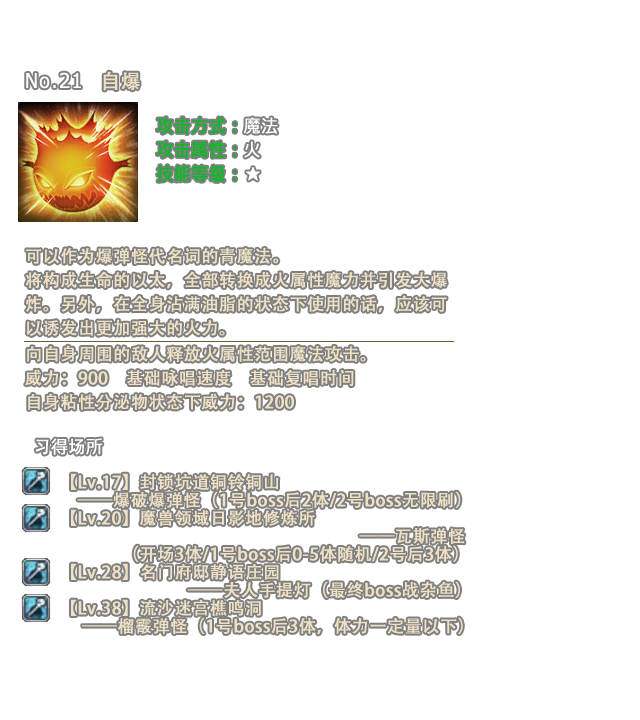 No.21 自爆
攻击方式：魔法
攻击属性：火
技能等级：★
可以作为爆弹怪代名词的青魔法。
将构成生命的以太，全部转换成火属性魔力并引发大爆
炸。另外，在全身沾满油脂的状态下使用的话，应该可
以诱发出更加强大的火力。
向自身周围的敌人释放火属性范围魔法攻击。
威力：900 基础咏唱速度 基础复唱时间
自身粘性分泌物状态下威力：1200
习得场所
【Lv.17】封锁坑道铜铃铜山
——爆破爆弹怪（1号boss后2体/2号boss无限刷）
【Lv.20】魔兽领域日影地修炼所
——瓦斯弹怪
（开场3体/1号boss后0-5体随机/2号后3体）
【Lv.28】名门府邸静语庄园
——夫人手提灯（最终boss战杂鱼）
【Lv.38】流沙迷宫樵鸣洞
——榴霰弹怪（1号boss后3体，体力一定量以下）